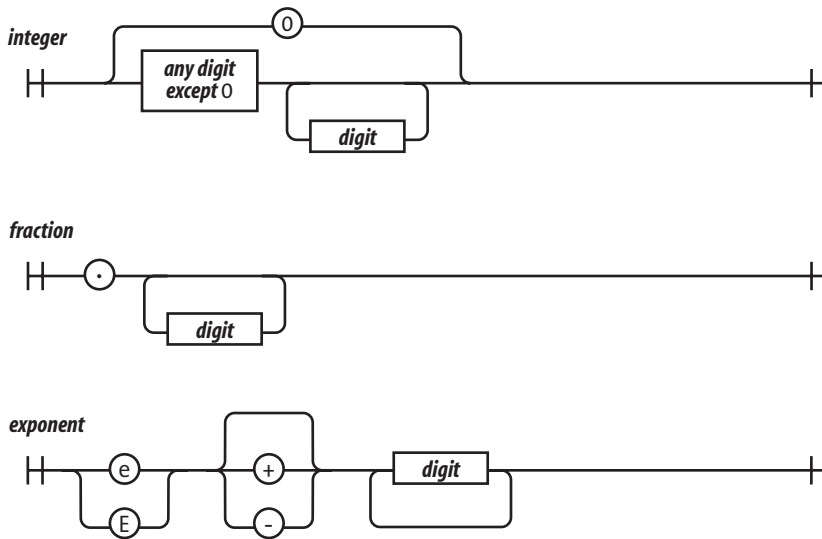 integer
0
any digit
except 0
digit
fraction
.
digit
exponent
e
+
digit
E
-